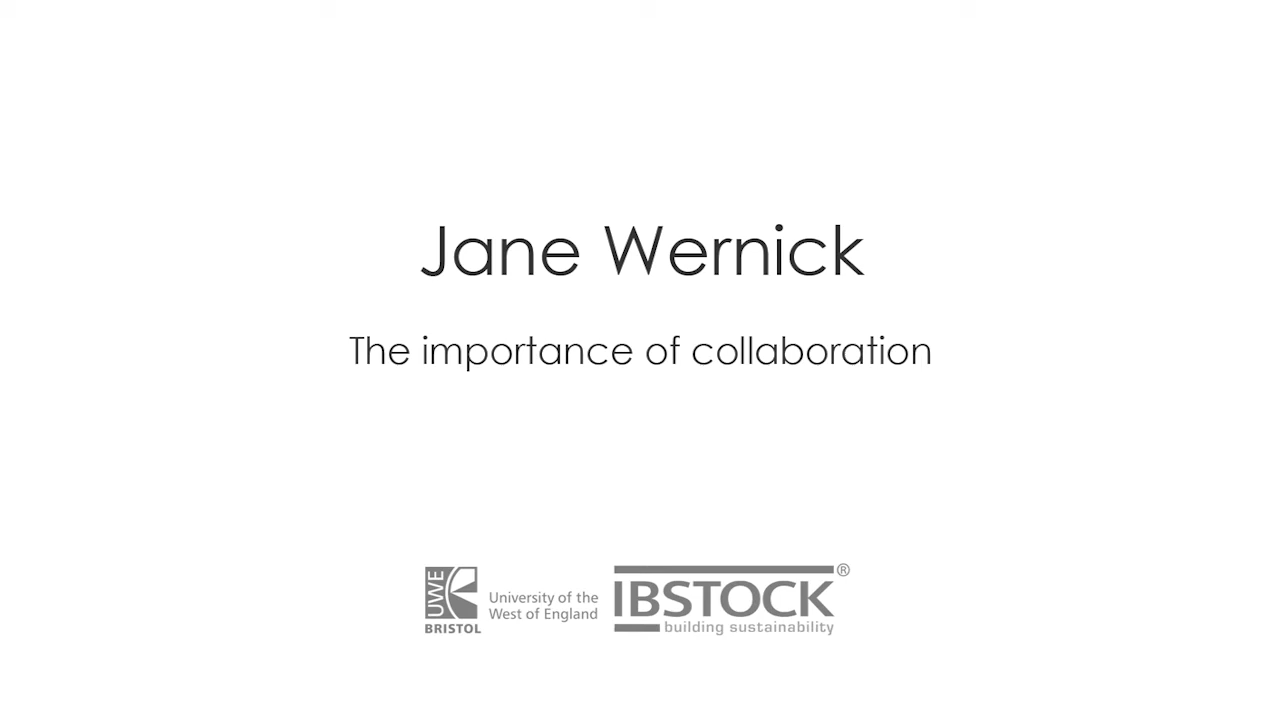 Jane Wernick
The importance of collaboration
UWE
BRISTOL
University of the
West of England
IBSTOCK®
building sustainability